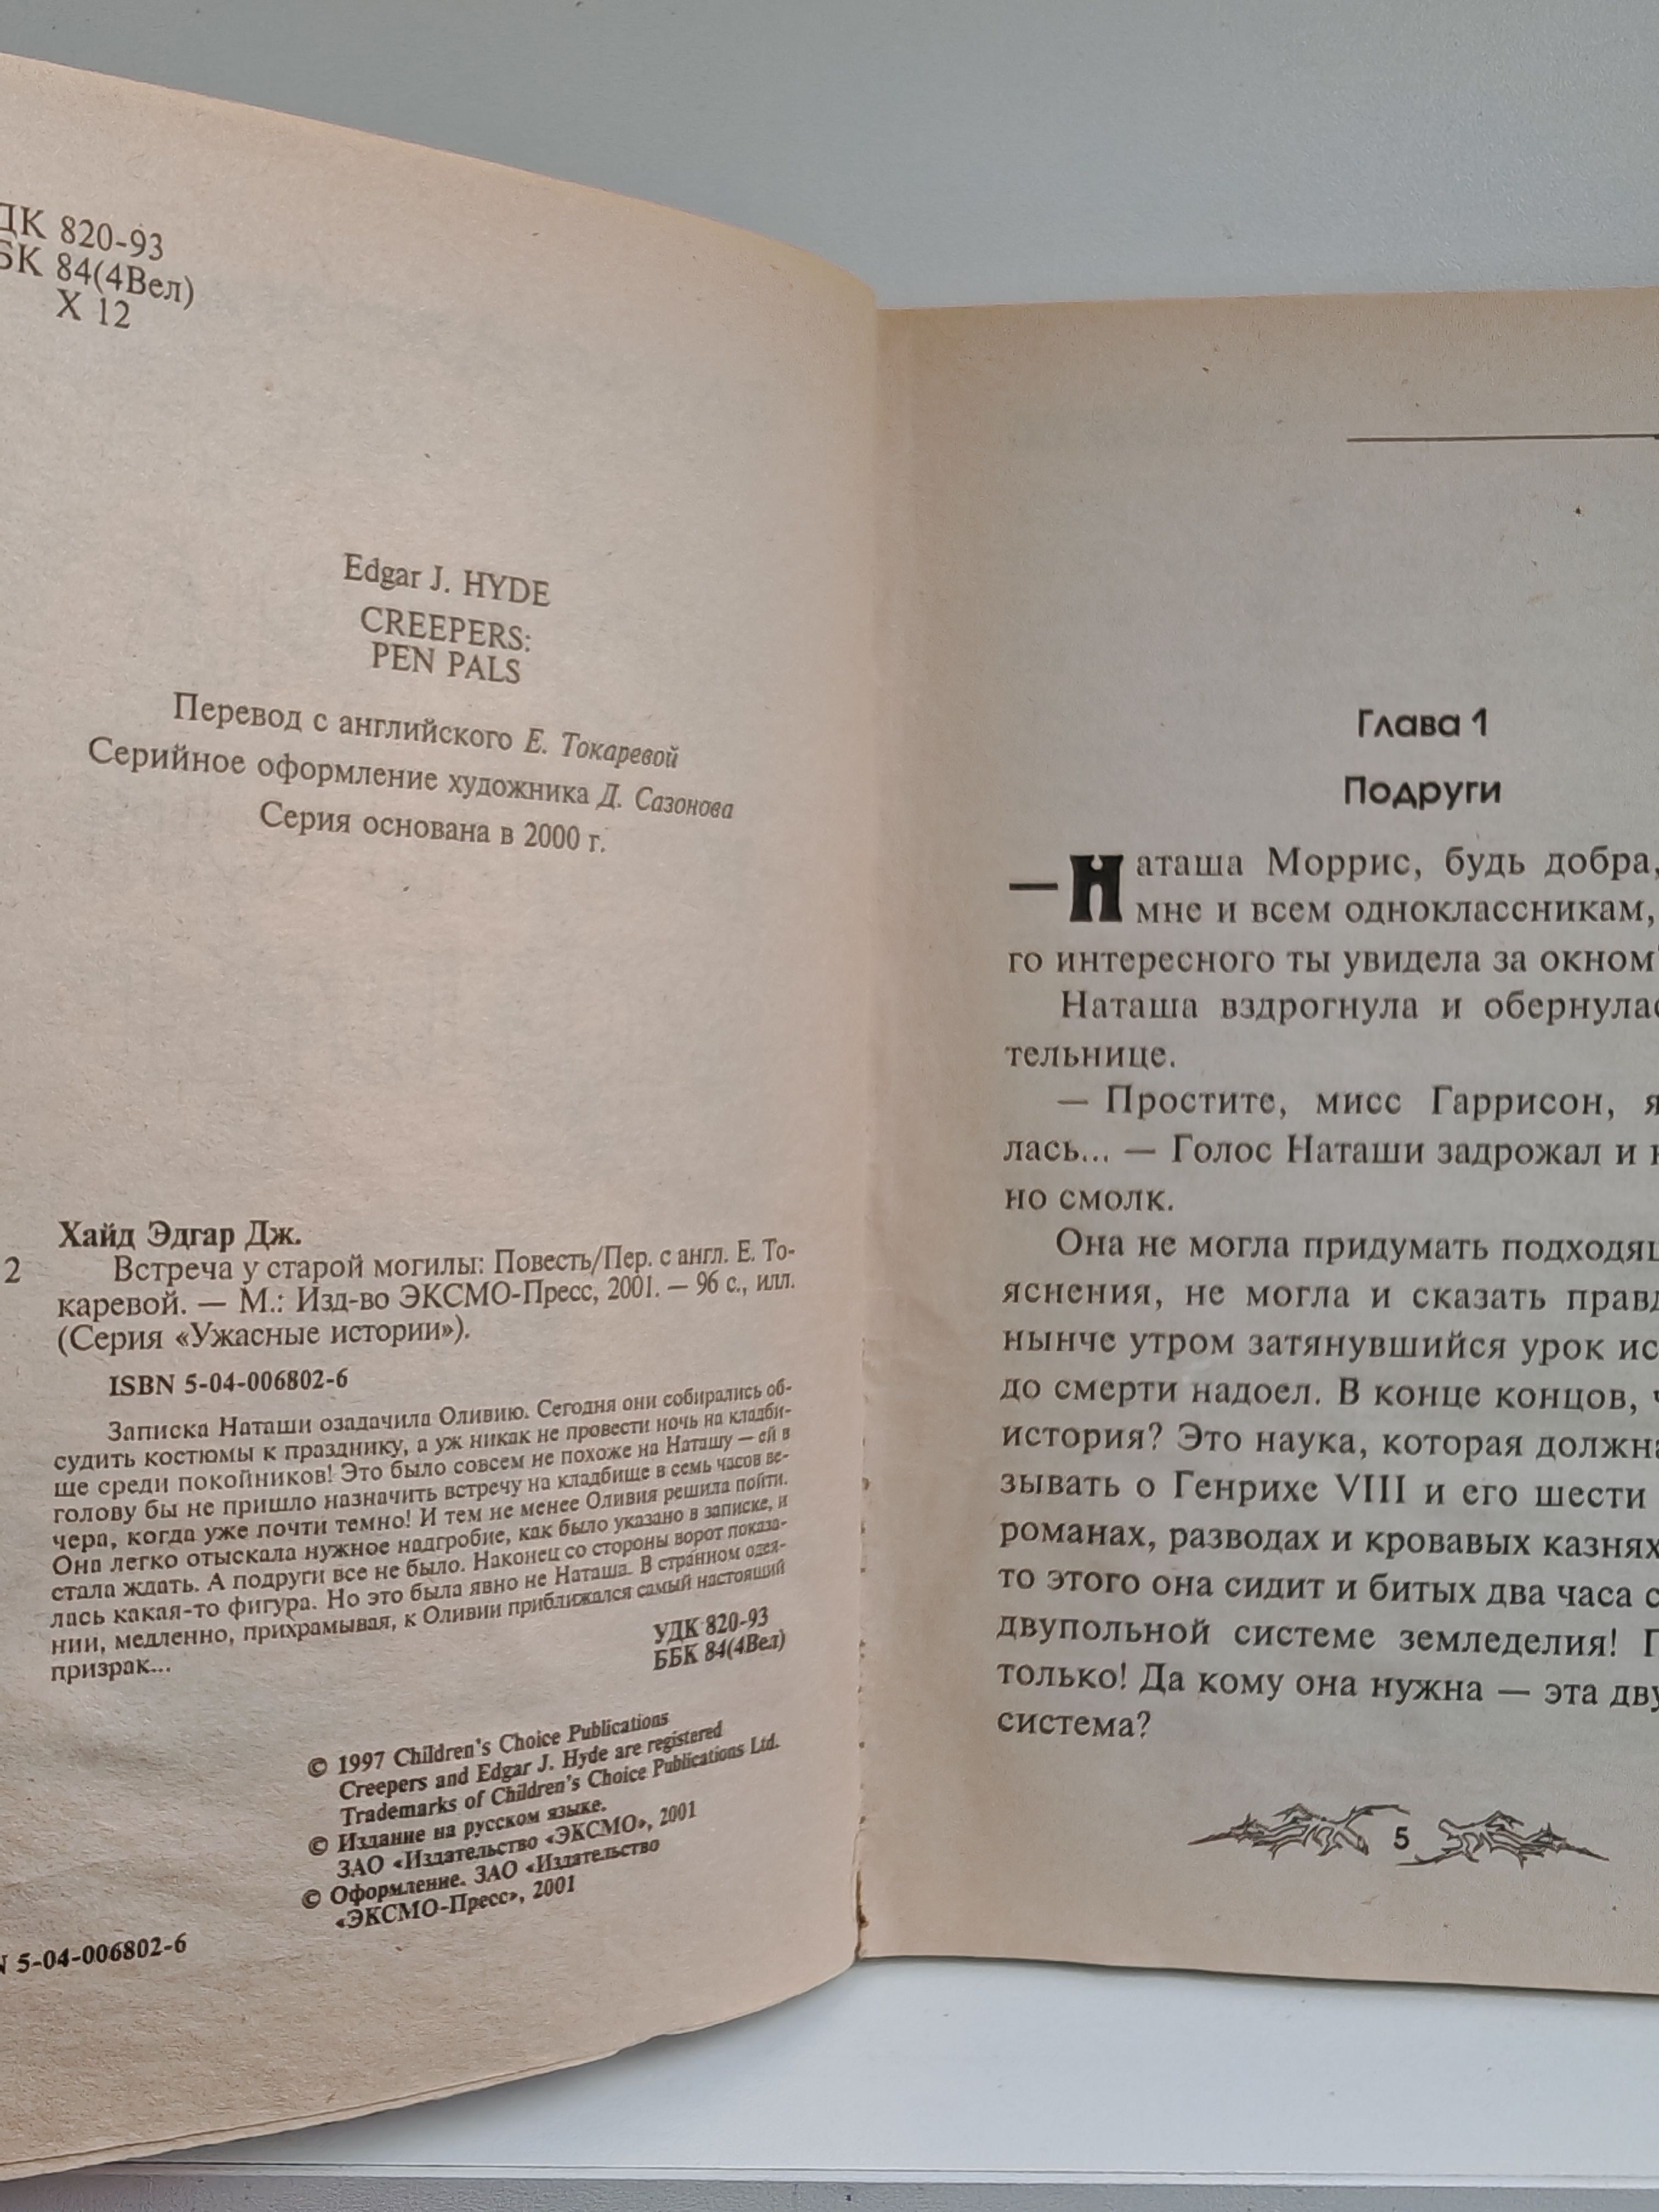 ДК 820-93
БК 84(4Вел)
Х 12
Edgar J. HYDE
CREEPERS:
PEN PALS
Перевод с английского Е. Токаревой
Серийное оформление художника Д. Сазонова
Серия основана в 2000 г.
Хайд Эдгар Дж.
2 Встреча у старой могилы: Повесть/Пер. с англ. Е. То-
каревой. — М.: Изд-во ЭКСМО-Пресс, 2001. — 96 с., илл.
(Серия «Ужасные истории»).
ISBN 5-04-006802-6
Записка Наташи озадачила Оливию. Сегодня они собирались об-
судить костюмы к празднику, а уж никак не провести ночь на кладби-
ще среди покойников! Это было совсем не похоже на Наташу — ей в
голову бы не пришло назначить встречу на кладбище в семь часов ве-
чера, когда уже почти темно! И тем не менее Оливия решила пойти.
Она легко отыскала нужное надгробие, как было указано в записке, и
стала ждать. А подруги все не было. Наконец со стороны ворот показа-
лась какая-то фигура. Но это была явно не Наташа. В странном одея-
нии, медленно, прихрамывая, к Оливии приближался самый настоящий
призрак...
УДК 820-93
ББК 84(4Вел)
© 1997 Children's Choice Publications
Creepers and Edgar J. Hyde are registered
Trademarks of Children's Choice Publications Ltd.
© Издание на русском языке.
ЗАО «Издательство «ЭКСМО», 2001
© Оформление. ЗАО «Издательство
«ЭКСМО-Пресс», 2001
N 5-04-006802-6
Глава 1
Подруги
— Наташа Моррис, будь добра,
мне и всем одноклассникам,
го интересного ты увидела за окном
Наташа вздрогнула и обернулас
тельнице.
— Простите, мисс Гаррисон, я
лась... — Голос Наташи задрожал и
но смолк.
Она не могла придумать подходящ
яснения, не могла и сказать правд
нынче утром затянувшийся урок ис
до смерти надоел. В конце концов,
история? Это наука, которая должна
зывать о Генрихе VIII и его шести
романах, разводах и кровавых казнях
то этого она сидит и битых два часа с
двупольной системе земледелия!
только! Да кому она нужна — эта дву
система?
5